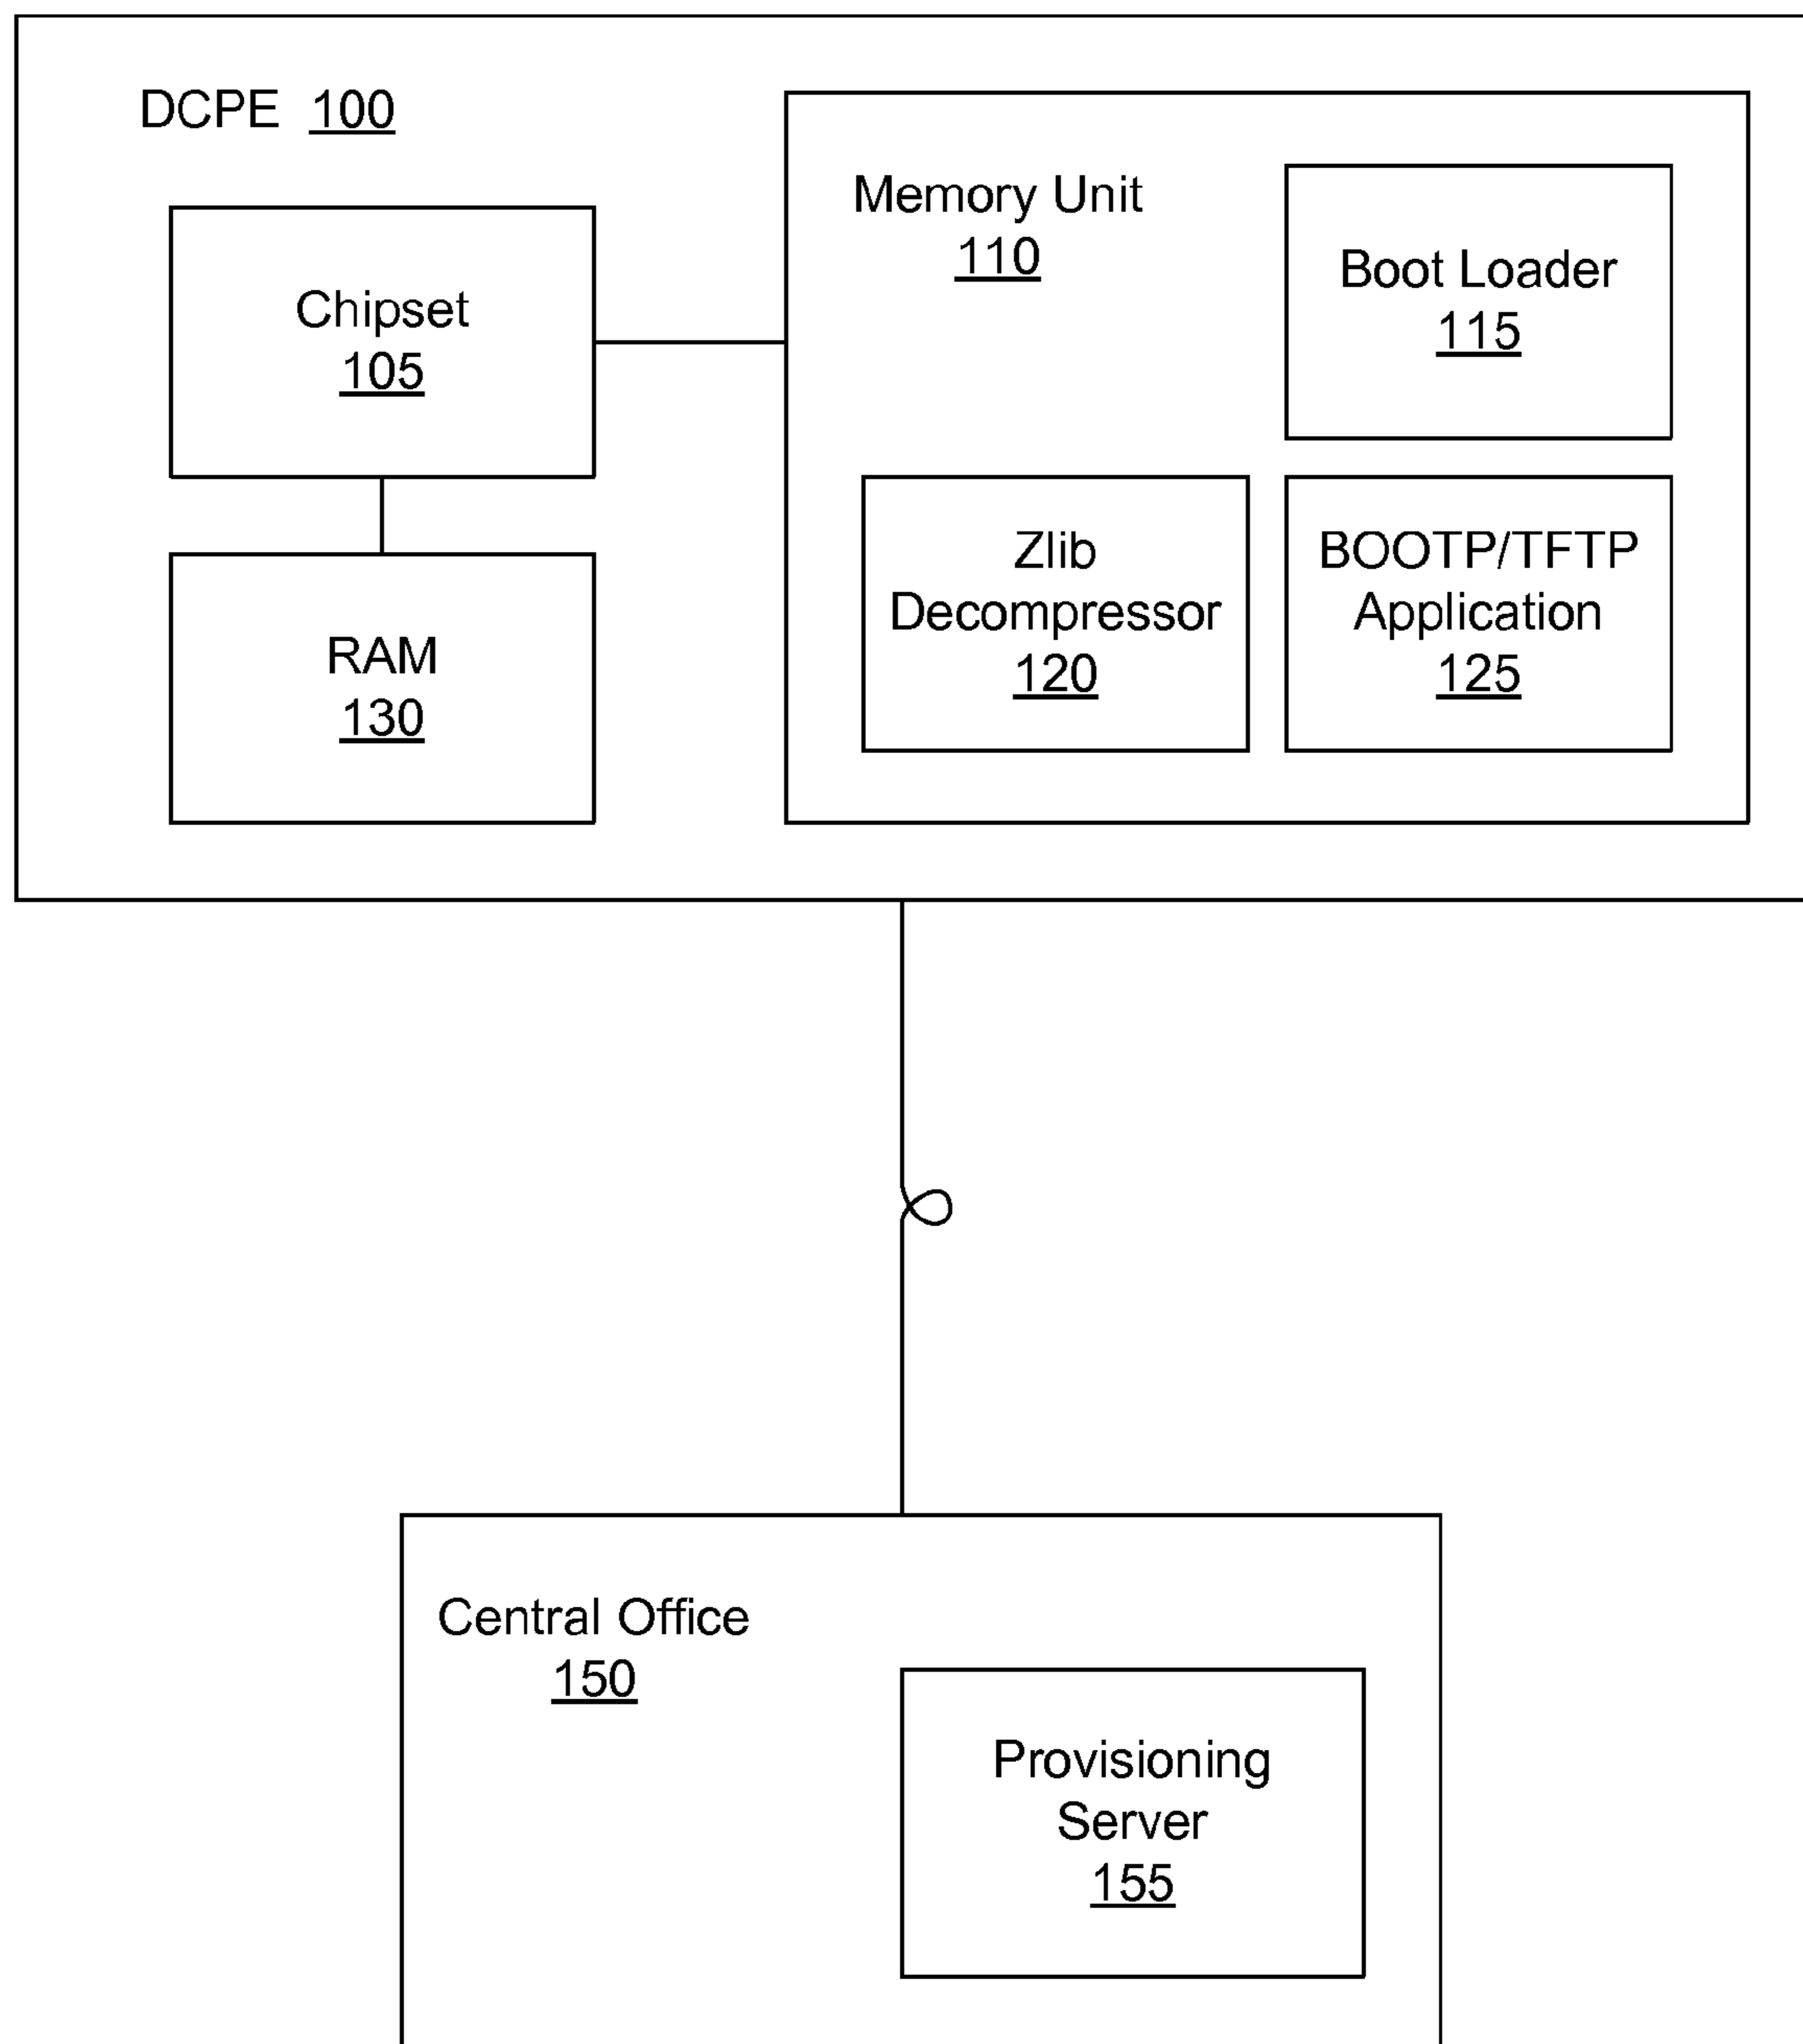 DCPE 100
Memory Unit
110
Boot Loader
115
Chipset
105
Zlib
Decompressor
120
BOOTP/TFTP
Application
125
RAM
130
Central Office
150
Provisioning
Server
155